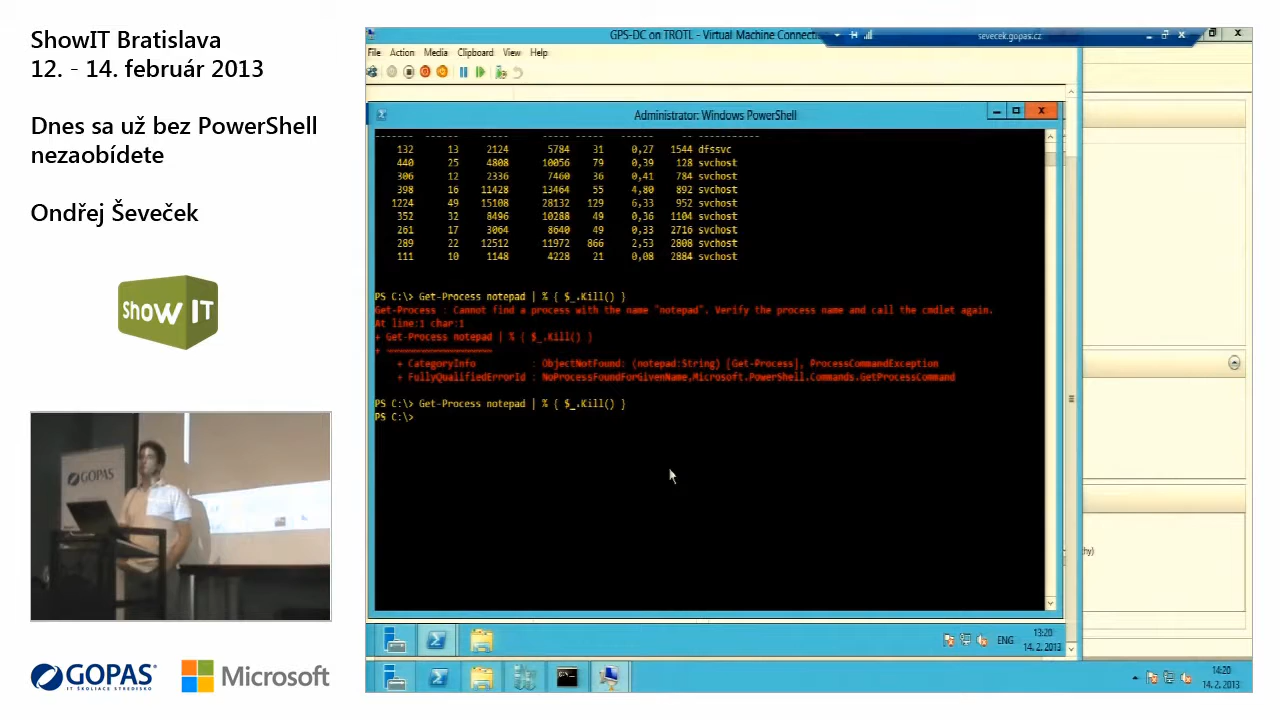 ShowIT Bratislava
12. - 14. február 2013
Dnes sa už bez PowerShell
nezaobídete
Ondřej Ševeček
Show IT
GOPAS
GOPAS
IT ŠKOLIACE STREDISKO
Microsoft
GPS-DC on TROTL - Virtual Machine Connecti
sevecek.gopas.cz
File Action Media Clipboard View Help
Administrator: Windows PowerShell
132 13 2124 5784 31 0,27 1544 dfssvc
440 25 4808 10056 79 0,39 128 svchost
306 12 2336 7460 36 0,41 784 svchost
398 16 11428 13464 55 4,80 892 svchost
1224 49 15108 28132 129 6,33 952 svchost
352 32 8496 10288 49 0,36 1104 svchost
261 17 3064 8640 49 0,33 2716 svchost
289 22 12512 11972 866 2,53 2808 svchost
111 10 1148 4228 21 0,08 2884 svchost
PS C:\> Get-Process notepad | % { $_.Kill() }
Get-Process : Cannot find a process with the name "notepad". Verify the process name and call the cmdlet again.
At line:1 char:1
+ Get-Process notepad | % { $_.Kill() }
+ ~~~~~~~~~~~~~~~~~~~
+ CategoryInfo : ObjectNotFound: (notepad:String) [Get-Process], ProcessCommandException
+ FullyQualifiedErrorId : NoProcessFoundForGivenName,Microsoft.PowerShell.Commands.GetProcessCommand
PS C:\> Get-Process notepad | % { $_.Kill() }
PS C:\>
hy)
ENG
13:20
14. 2. 2013
14:20
14. 2. 2013